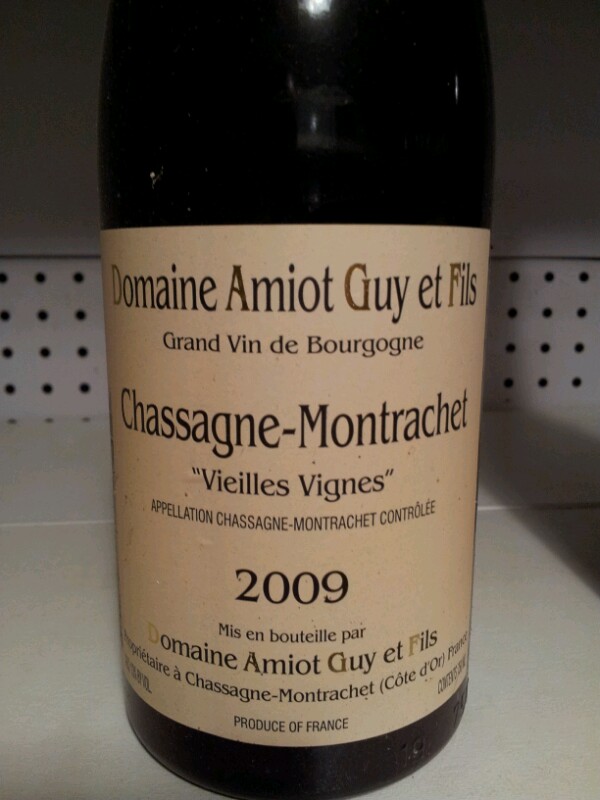 Domaine Amiot Guy et Fils
Grand Vin de Bourgogne
Chassagne-Montrachet
"Vieilles Vignes"
APPELLATION CHASSAGNE-MONTRACHET CONTRÔLÉE
2009
Mis en bouteille par
Domaine Amiot Guy et Fils
Propriétaire à Chassagne-Montrachet (Côte d'Or) France
PRODUCE OF FRANCE